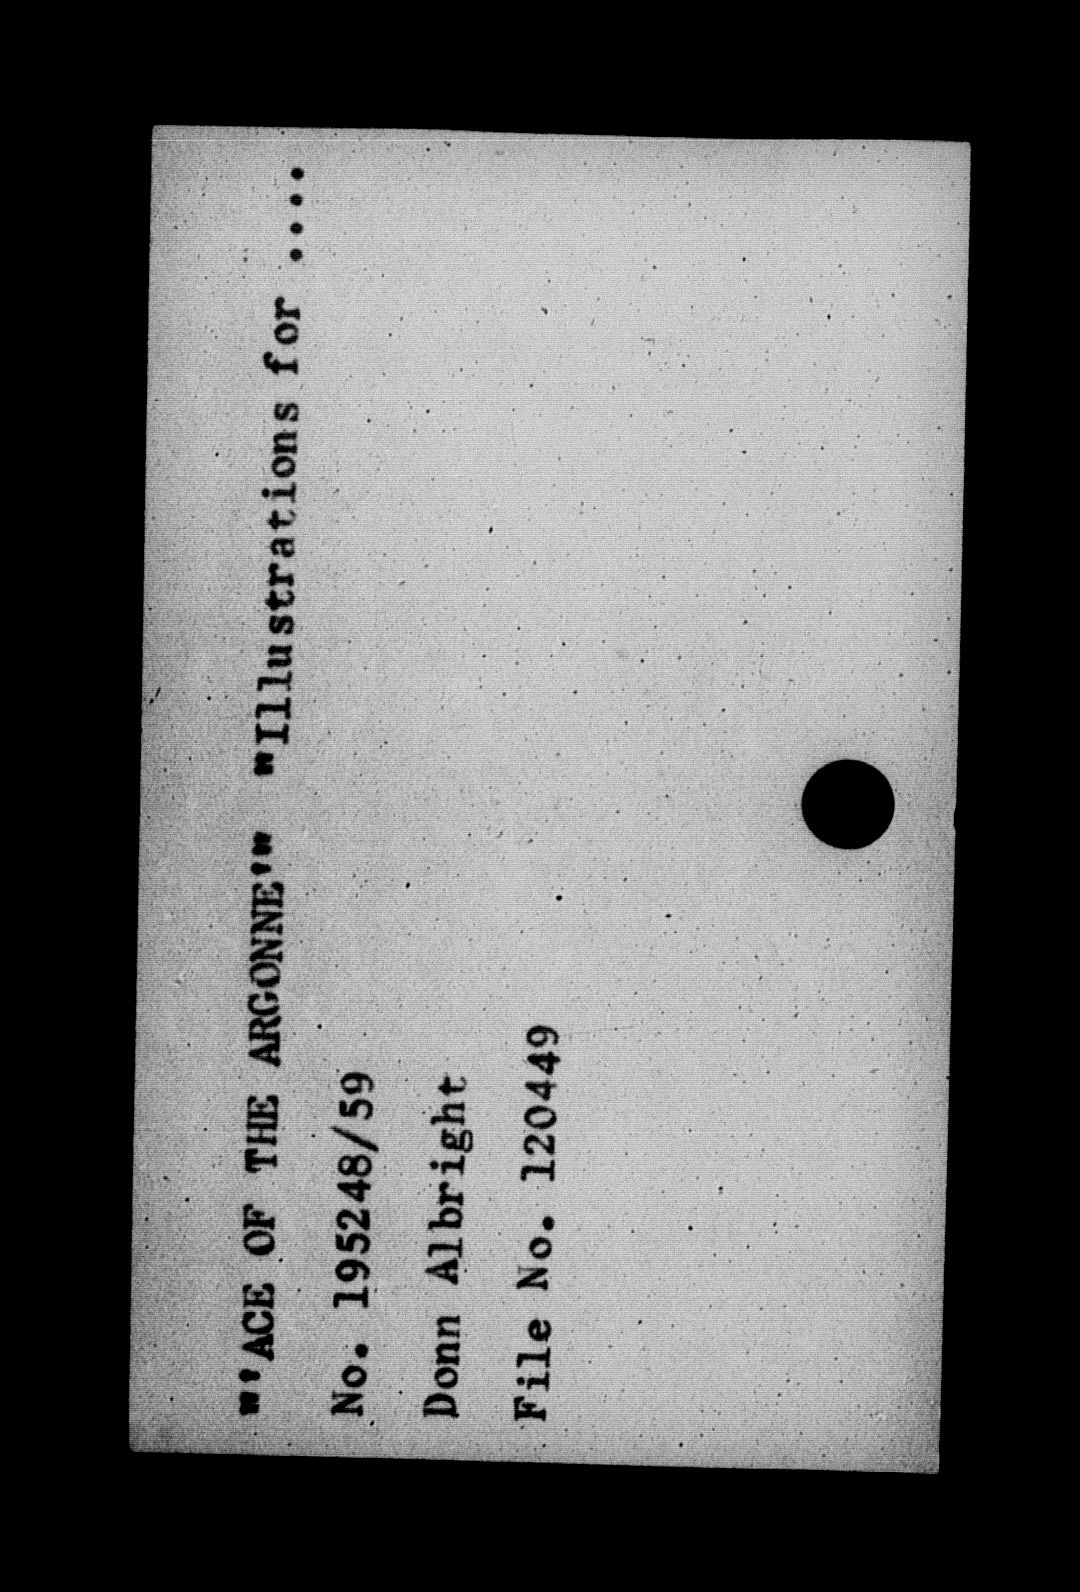 "'ACE OF THE ARGONNE'" "Illustrations for ....
No. 195248/59
Donn Albright
File No. 120449